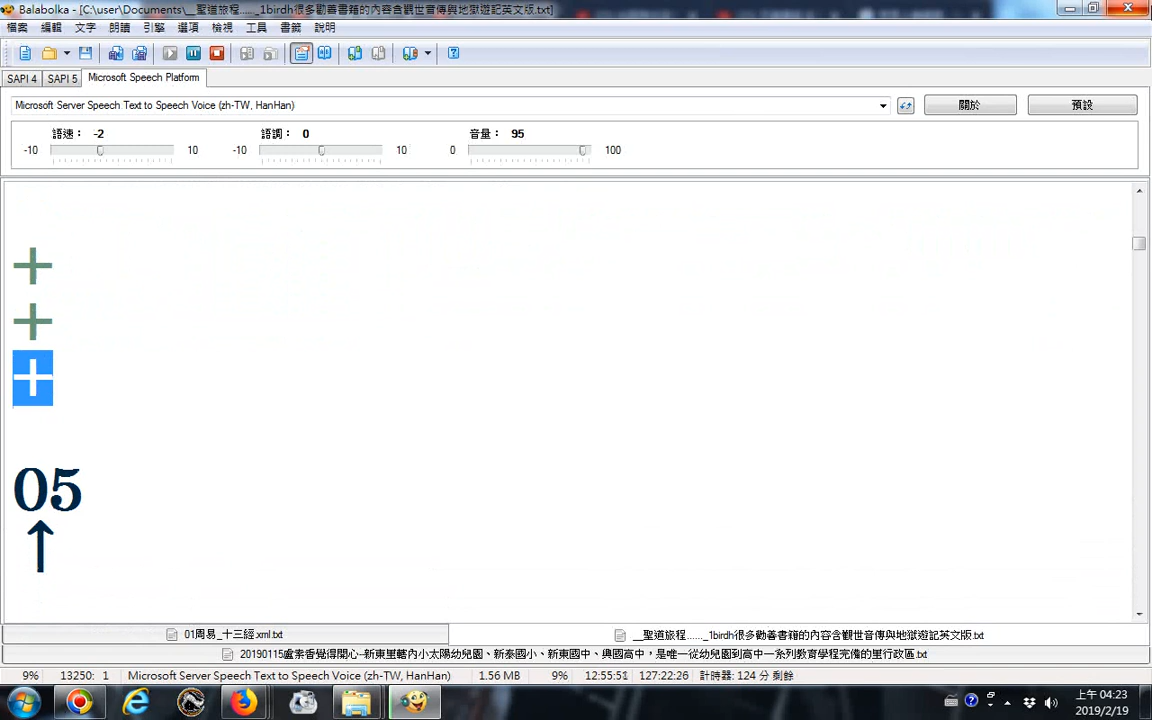 Balabolka - [C:\user\Documents\__聖道旅程......_1birdh很多勸善書籍的內容含觀世音傳與地獄遊記英文版.txt]
檔案 編輯 文字 朗讀 引擎 選項 檢視 工具 書籤 說明
SAPI 4 SAPI 5 Microsoft Speech Platform
Microsoft Server Speech Text to Speech Voice (zh-TW, HanHan) 關於 預設
語速： -2 語調： 0 音量： 95
-10 10 -10 10 0 100
+
+
+
05
↑
01周易_十三經.xml.txt __聖道旅程......_1birdh很多勸善書籍的內容含觀世音傳與地獄遊記英文版.txt
20190115盧素香覺得開心--新東里轄內小太陽幼兒園、新泰國小、新東國中、興國高中，是唯一從幼兒園到高中一系列教育學程完備的里行政區.txt
9% 13250: 1 Microsoft Server Speech Text to Speech Voice (zh-TW, HanHan) 1.56 MB 9% 12:55:51 127:22:26 計時器: 124 分 剩餘
上午 04:23
2019/2/19